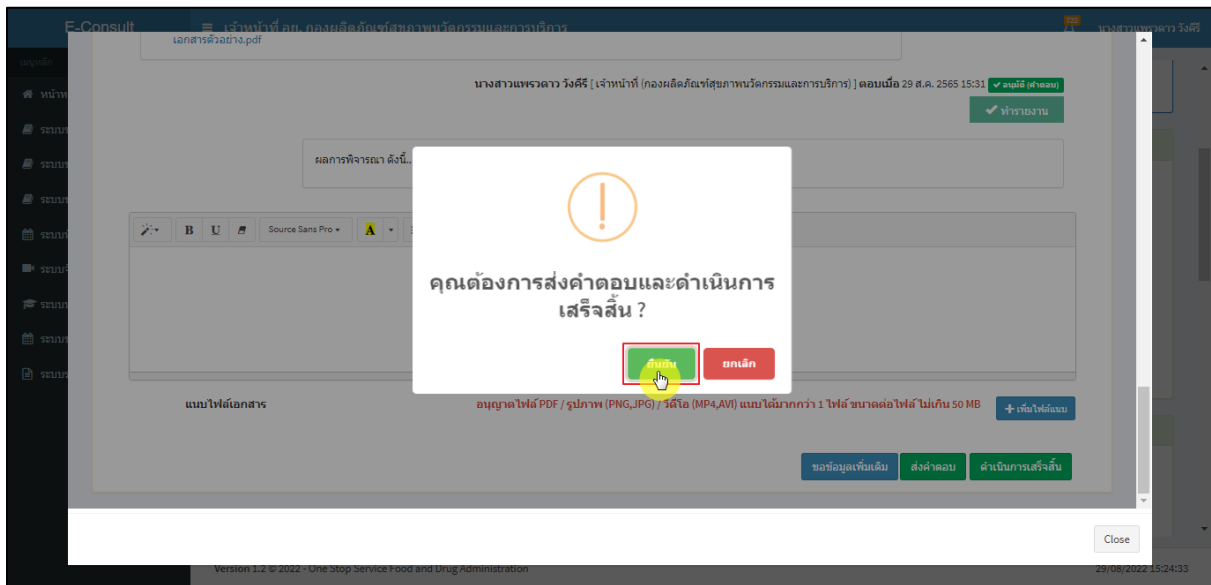 E-Consult
เจ้าหน้าที่ อย. กองผลิตภัณฑ์สุขภาพนวัตกรรมและการบริการ
นางสาวแพรวดาว วังคีรี
เอกสารตัวอย่าง.pdf
เมนูหลัก
นางสาวแพรวดาว วังคีรี [ เจ้าหน้าที่ (กองผลิตภัณฑ์สุขภาพนวัตกรรมและการบริการ) ] ตอบเมื่อ 29 ส.ค. 2565 15:31 อนุมัติ (คำตอบ)
ทำรายงาน
ผลการพิจารณา ดังนี้..
B U Source Sans Pro A
คุณต้องการส่งคำตอบและดำเนินการ
เสร็จสิ้น ?
ยืนยัน ยกเลิก
แนบไฟล์เอกสาร
อนุญาตไฟล์ PDF / รูปภาพ (PNG,JPG) / วิดีโอ (MP4,AVI) แนบได้มากกว่า 1 ไฟล์ ขนาดต่อไฟล์ ไม่เกิน 50 MB
เพิ่มไฟล์แนบ
ขอข้อมูลเพิ่มเติม ส่งคำตอบ ดำเนินการเสร็จสิ้น
Close
Version 1.2 © 2022 - One Stop Service Food and Drug Administration
29/08/2022 15:24:33